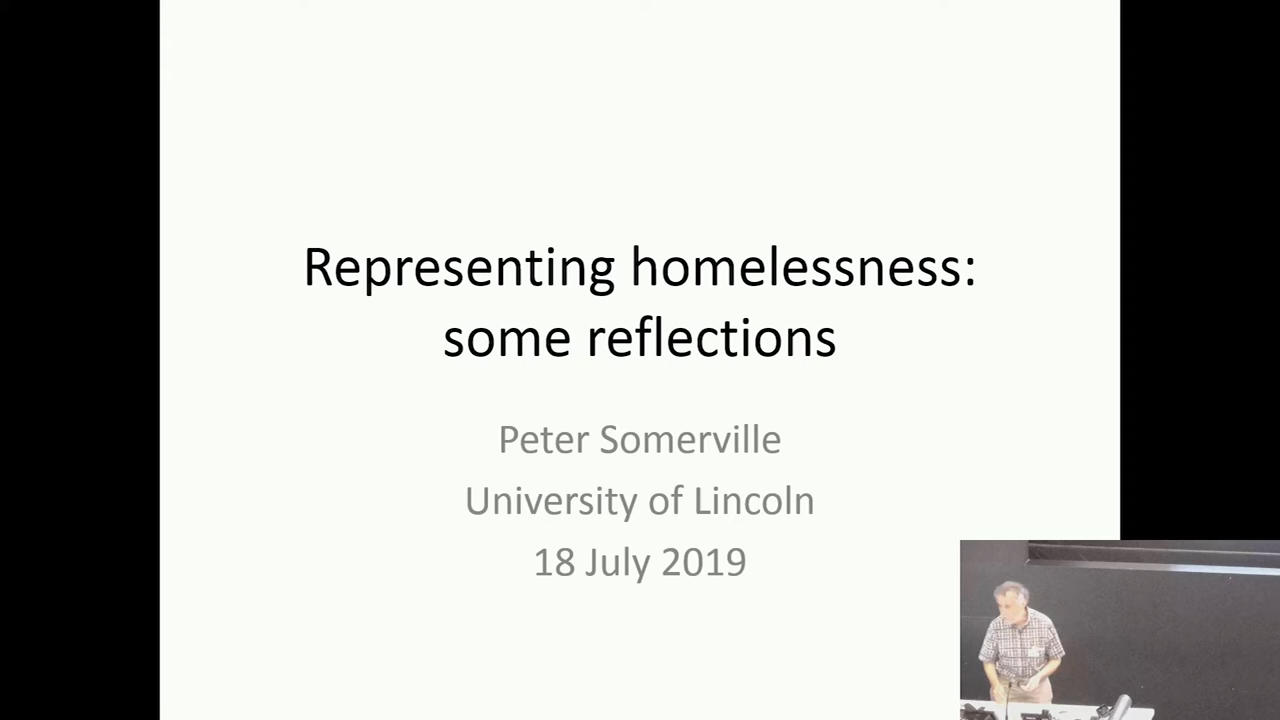 Representing homelessness:
some reflections
Peter Somerville
University of Lincoln
18 July 2019